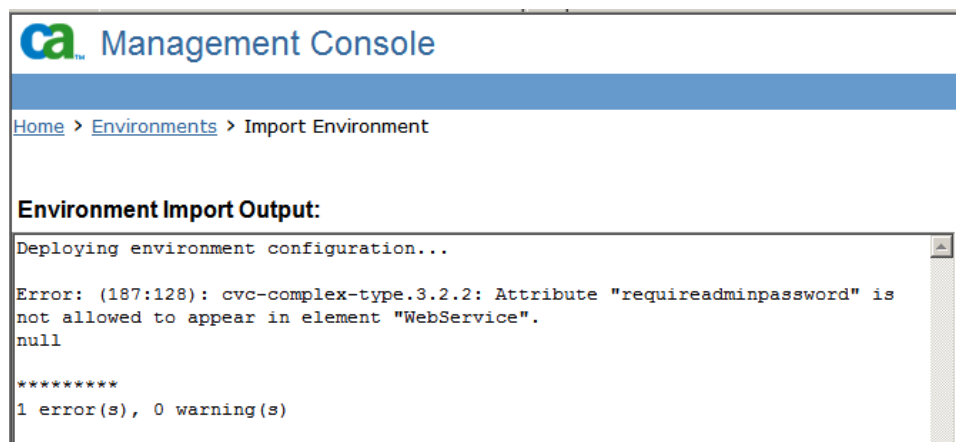 ca™ Management Console
Home > Environments > Import Environment
Environment Import Output:
Deploying environment configuration...
Error: (187:128): cvc-complex-type.3.2.2: Attribute "requireadminpassword" is
not allowed to appear in element "WebService".
null
*********
1 error(s), 0 warning(s)